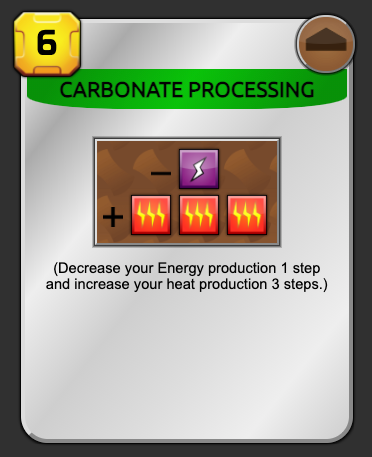 6
CARBONATE PROCESSING
−
+
(Decrease your Energy production 1 step
and increase your heat production 3 steps.)